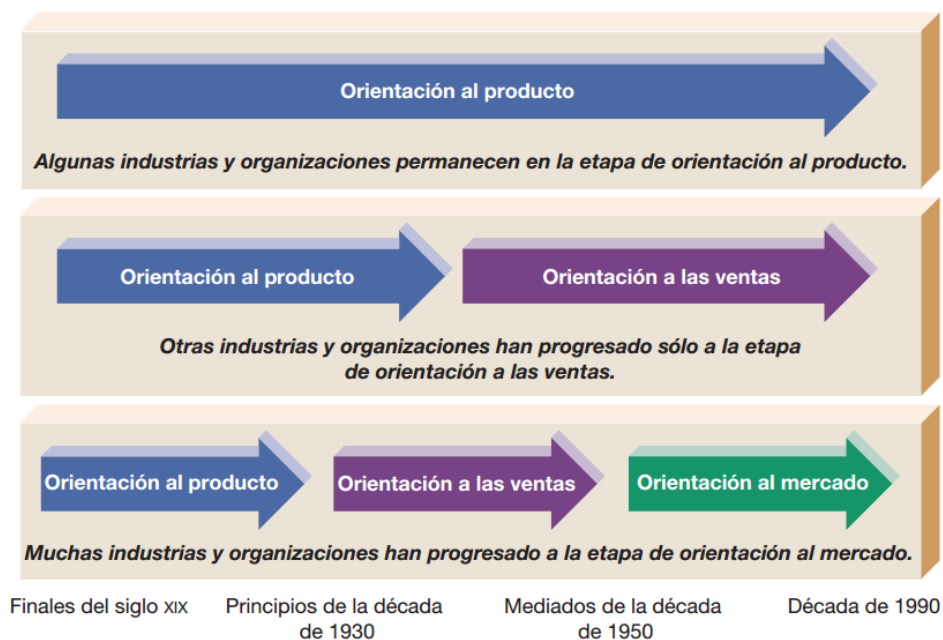 Orientación al producto
Algunas industrias y organizaciones permanecen en la etapa de orientación al producto.
Orientación al producto
Orientación a las ventas
Otras industrias y organizaciones han progresado sólo a la etapa
de orientación a las ventas.
Orientación al producto
Orientación a las ventas
Orientación al mercado
Muchas industrias y organizaciones han progresado a la etapa de orientación al mercado.
Finales del siglo XIX
Principios de la década
de 1930
Mediados de la década
de 1950
Década de 1990